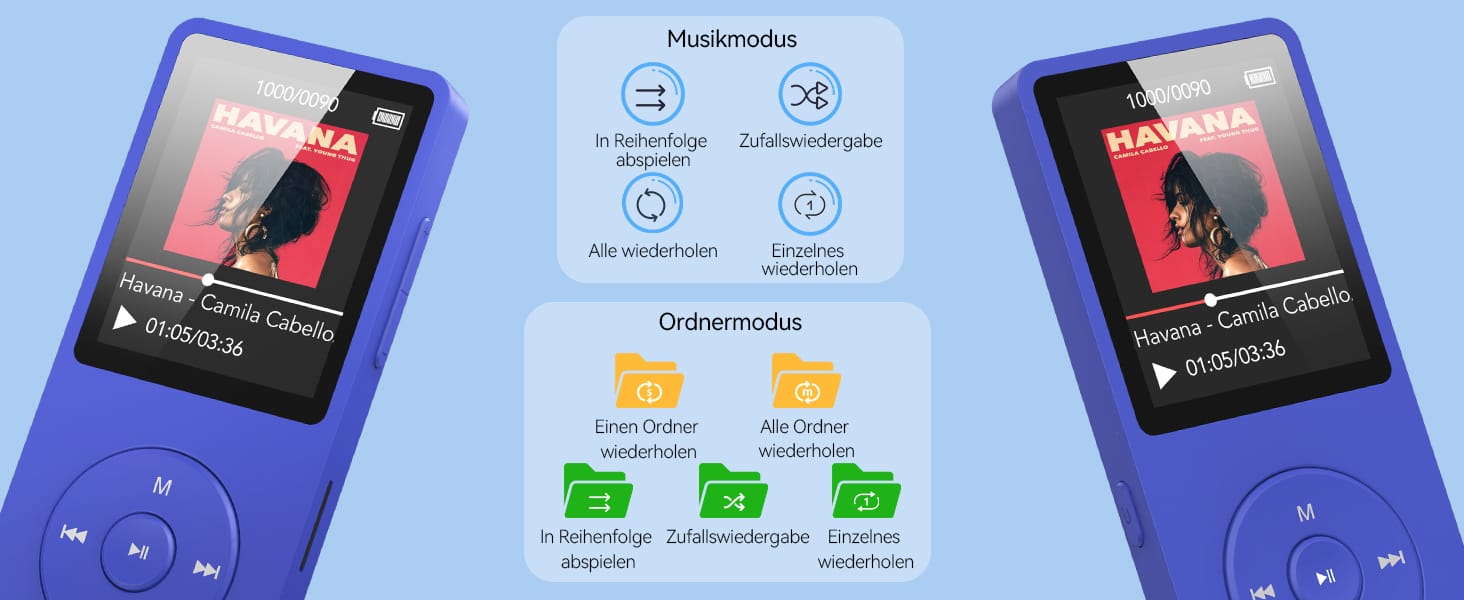 1000/0090
HAVANA
CAMILA CABELLO
FEAT. YOUNG THUG
Havana - Camila Cabello.
01:05/03:36
M
Musikmodus
In Reihenfolge
abspielen
Zufallswiedergabe
Alle wiederholen
1
Einzelnes
wiederholen
Ordnermodus
s
Einen Ordner
wiederholen
m
Alle Ordner
wiederholen
In Reihenfolge
abspielen
Zufallswiedergabe
1
Einzelnes
wiederholen
1000/0090
HAVANA
CAMILA CABELLO
FEAT. YOUNG THUG
Havana - Camila Cabello.
01:05/03:36
M